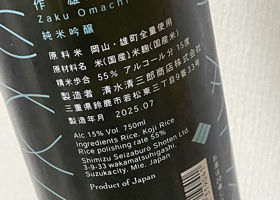 作 雄
Zaku Omachi
純米吟醸
原料米 岡山・雄町全量使用
原材料名 米(国産)米麹(国産米)
精米歩合 55% アルコール分 15度
製造者 清水清三郎商店株式会社
三重県鈴鹿市若松東三丁目9番33号
製造年月 2025.07
Alc.15% Vol. 750ml
Ingredients Rice, Koji Rice
Rice polishing rate 55%
Shimizu Seizaburo Shoten Ltd.
3-9-33 wakamatsuhigashi,
Suzuka City, Mie, Japan
Product of Japan